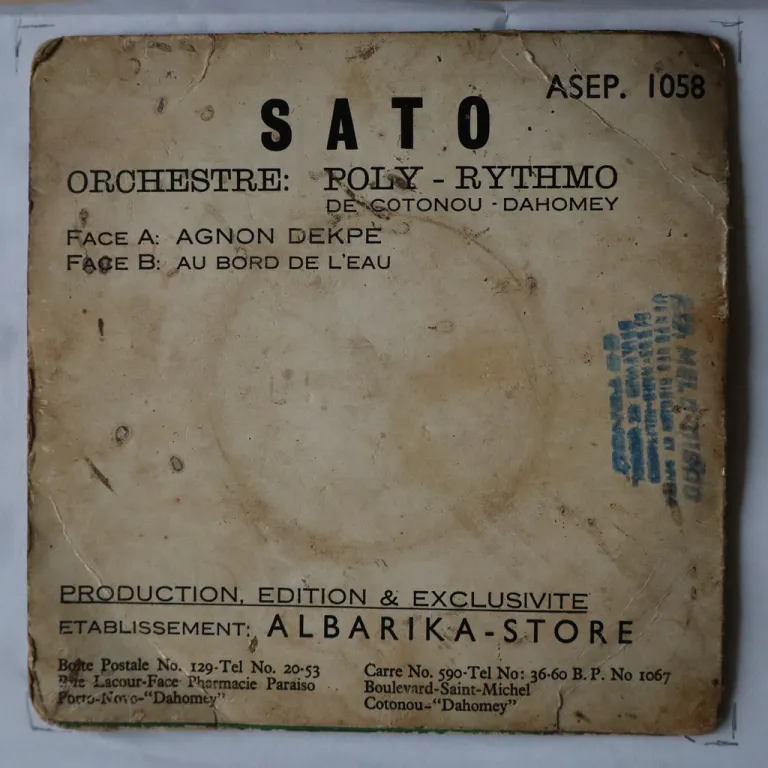 ASEP. 1058
SATO
ORCHESTRE: POLY - RYTHMO
DE COTONOU - DAHOMEY
FACE A: AGNON DEKPÈ
FACE B: AU BORD DE L'EAU
PRODUCTION, EDITION & EXCLUSIVITE
ETABLISSEMENT: ALBARIKA-STORE
Boîte Postale No. 129-Tel No. 20-53
Rue Lacour-Face Pharmacie Paraiso
Porto-Novo-"Dahomey"
Carre No. 590-Tel No: 36-60 B.P. No 1067
Boulevard-Saint-Michel
Cotonou-"Dahomey"